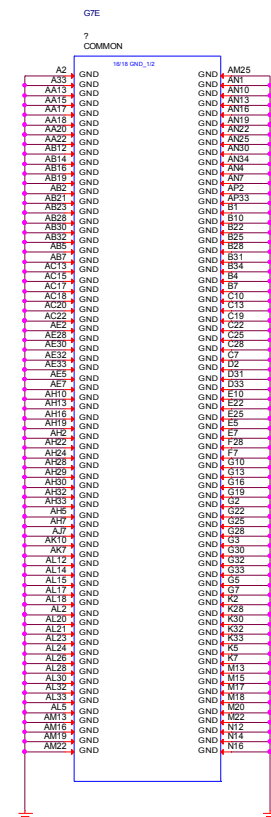 G7E
?
COMMON
16/18 GND_1/2
A2 GND GND AM25
A33 GND GND AN1
AA13 GND GND AN10
AA15 GND GND AN13
AA17 GND GND AN16
AA18 GND GND AN19
AA20 GND GND AN22
AA22 GND GND AN25
AB12 GND GND AN30
AB14 GND GND AN34
AB16 GND GND AN4
AB19 GND GND AN7
AB2 GND GND AP2
AB21 GND GND AP33
AB23 GND GND B1
AB28 GND GND B10
AB30 GND GND B22
AB32 GND GND B25
AB5 GND GND B28
AB7 GND GND B31
AC13 GND GND B34
AC15 GND GND B4
AC17 GND GND B7
AC18 GND GND C10
AC20 GND GND C13
AC22 GND GND C19
AE2 GND GND C22
AE28 GND GND C25
AE30 GND GND C28
AE32 GND GND C7
AE33 GND GND D2
AE5 GND GND D31
AE7 GND GND D33
AH10 GND GND E10
AH13 GND GND E22
AH16 GND GND E25
AH19 GND GND E5
AH2 GND GND E7
AH22 GND GND F28
AH24 GND GND F7
AH28 GND GND G10
AH29 GND GND G13
AH30 GND GND G16
AH32 GND GND G19
AH33 GND GND G2
AH5 GND GND G22
AH7 GND GND G25
AJ7 GND GND G28
AK10 GND GND G3
AK7 GND GND G30
AL12 GND GND G32
AL14 GND GND G33
AL15 GND GND G5
AL17 GND GND G7
AL18 GND GND K2
AL2 GND GND K28
AL20 GND GND K30
AL21 GND GND K32
AL23 GND GND K33
AL24 GND GND K5
AL26 GND GND K7
AL28 GND GND M13
AL30 GND GND M15
AL32 GND GND M17
AL33 GND GND M18
AL5 GND GND M20
AM13 GND GND M22
AM16 GND GND N12
AM19 GND GND N14
AM22 GND GND N16